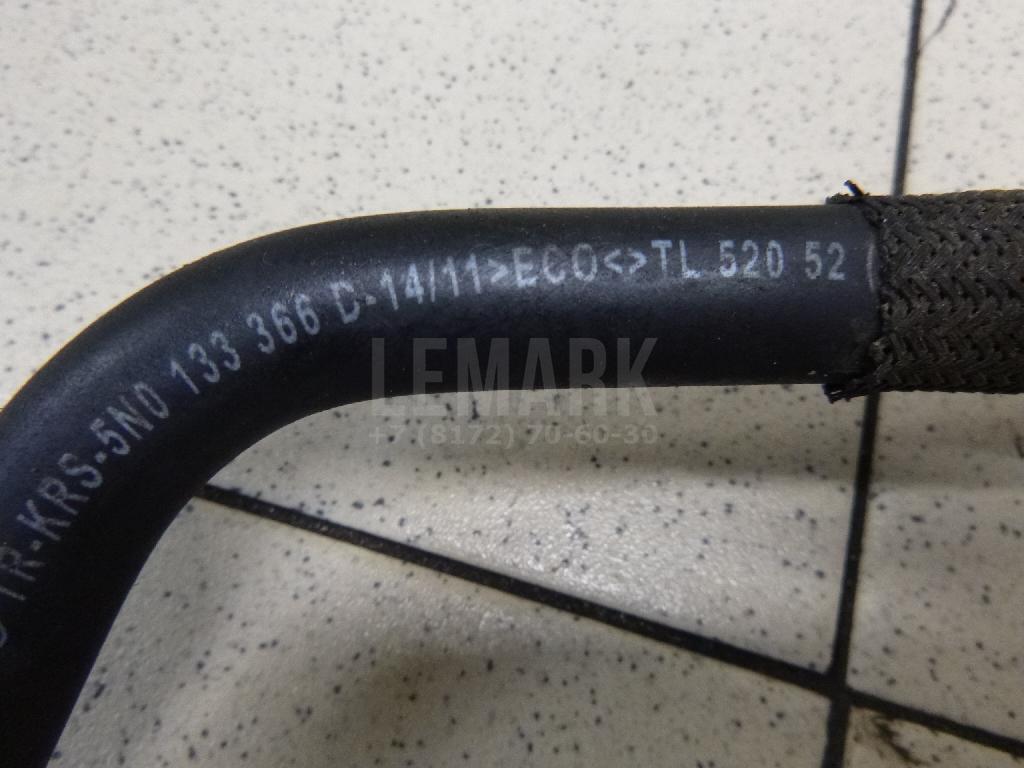 TR-KRS-5N0 133 366 D-14/11>ECO<>TL 520 52
LEMARK
+7 (8172) 70-60-30